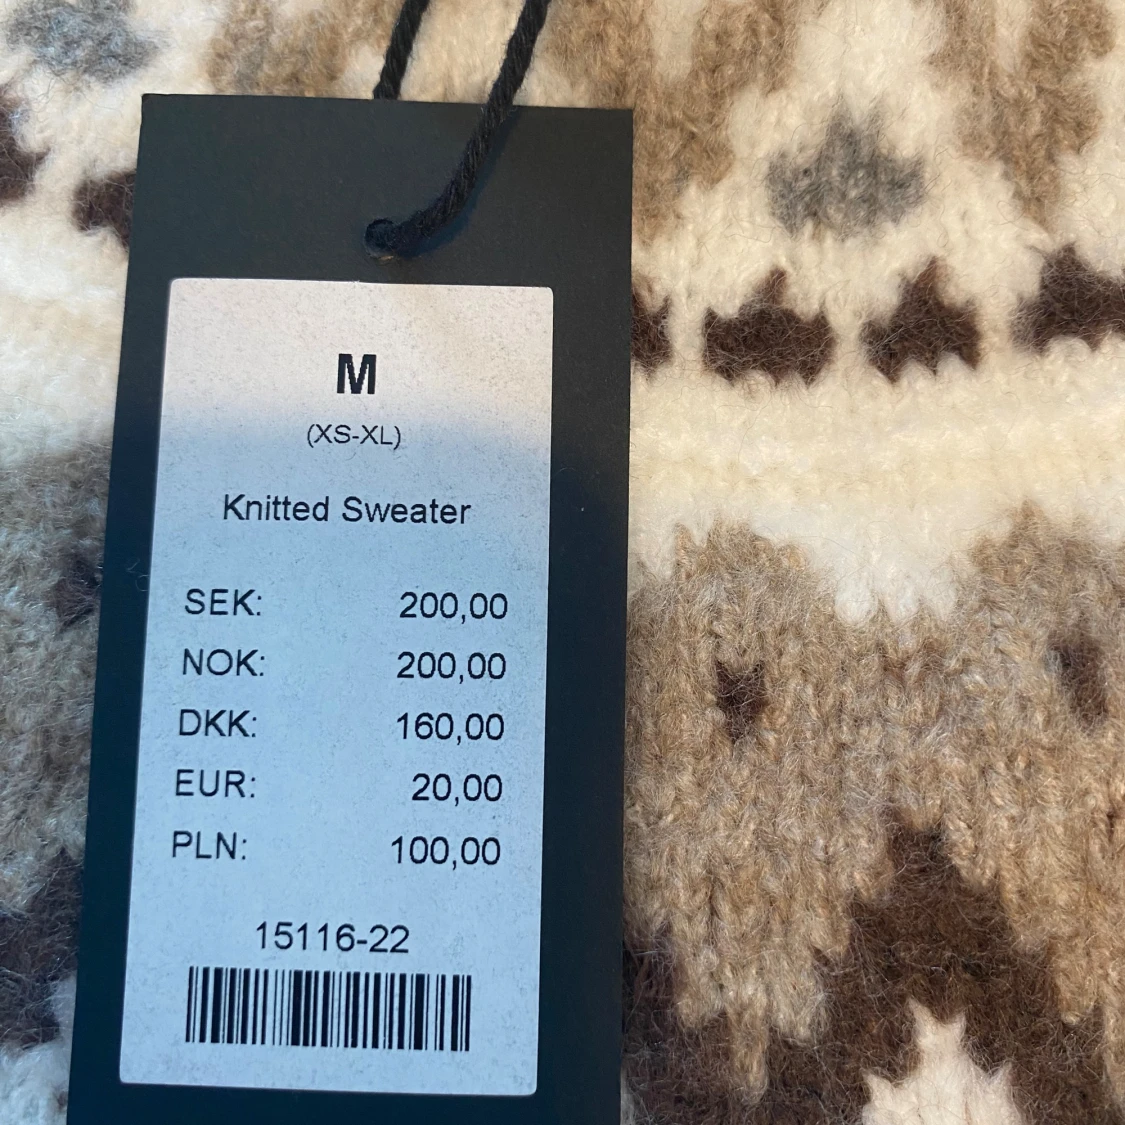 M
(XS-XL)
Knitted Sweater
SEK: 200,00
NOK: 200,00
DKK: 160,00
EUR: 20,00
PLN: 100,00
15116-22